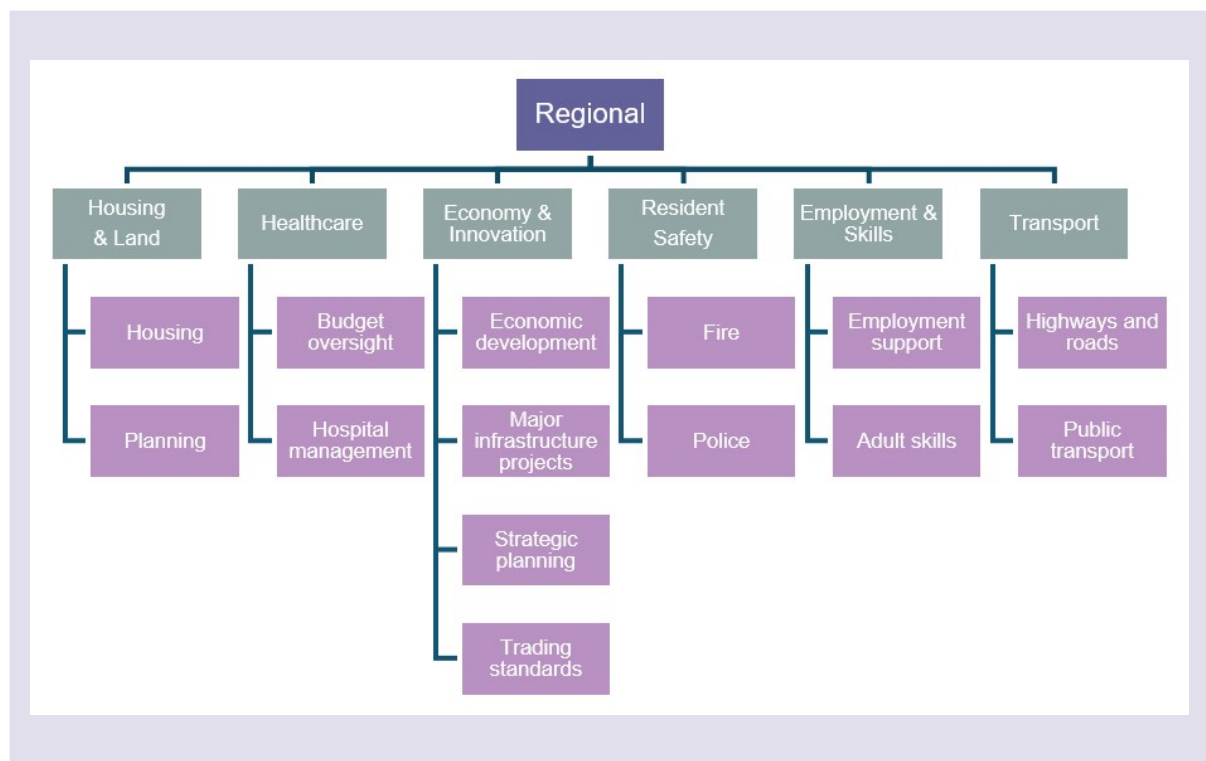 Regional
Housing
& Land
Healthcare
Economy &
Innovation
Resident
Safety
Employment &
Skills
Transport
Housing
Planning
Budget
oversight
Hospital
management
Economic
development
Major
infrastructure
projects
Strategic
planning
Trading
standards
Fire
Police
Employment
support
Adult skills
Highways and
roads
Public
transport